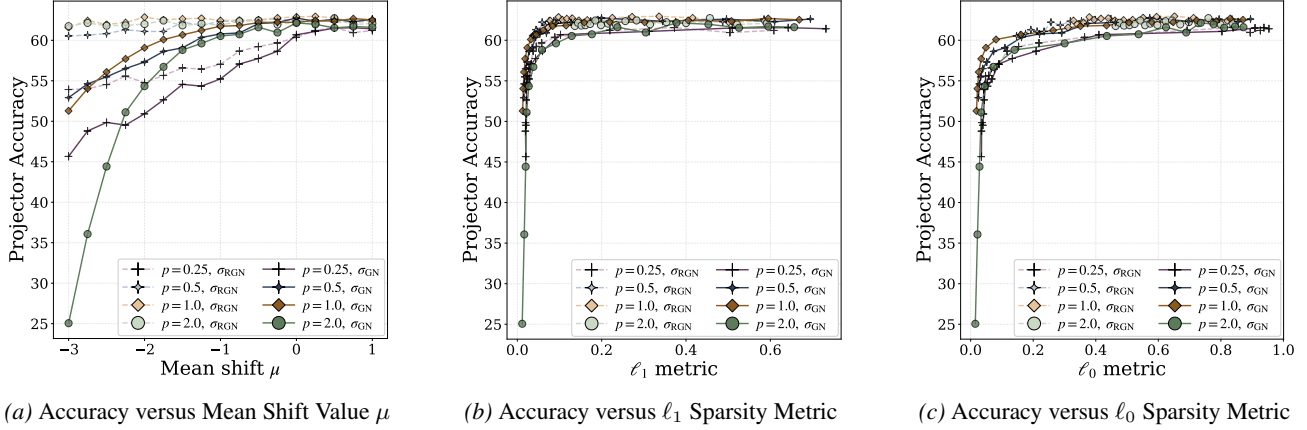 Projector Accuracy
60
55
50
45
40
35
30
25
−3
−2
−1
0
1
Mean shift μ
p = 0.25, σRGN
p = 0.5, σRGN
p = 1.0, σRGN
p = 2.0, σRGN
p = 0.25, σGN
p = 0.5, σGN
p = 1.0, σGN
p = 2.0, σGN
(a) Accuracy versus Mean Shift Value μ
Projector Accuracy
60
55
50
45
40
35
30
25
0.0
0.2
0.4
0.6
ℓ1 metric
p = 0.25, σRGN
p = 0.5, σRGN
p = 1.0, σRGN
p = 2.0, σRGN
p = 0.25, σGN
p = 0.5, σGN
p = 1.0, σGN
p = 2.0, σGN
(b) Accuracy versus ℓ1 Sparsity Metric
Projector Accuracy
60
55
50
45
40
35
30
25
0.0
0.2
0.4
0.6
0.8
1.0
ℓ0 metric
p = 0.25, σRGN
p = 0.5, σRGN
p = 1.0, σRGN
p = 2.0, σRGN
p = 0.25, σGN
p = 0.5, σGN
p = 1.0, σGN
p = 2.0, σGN
(c) Accuracy versus ℓ0 Sparsity Metric